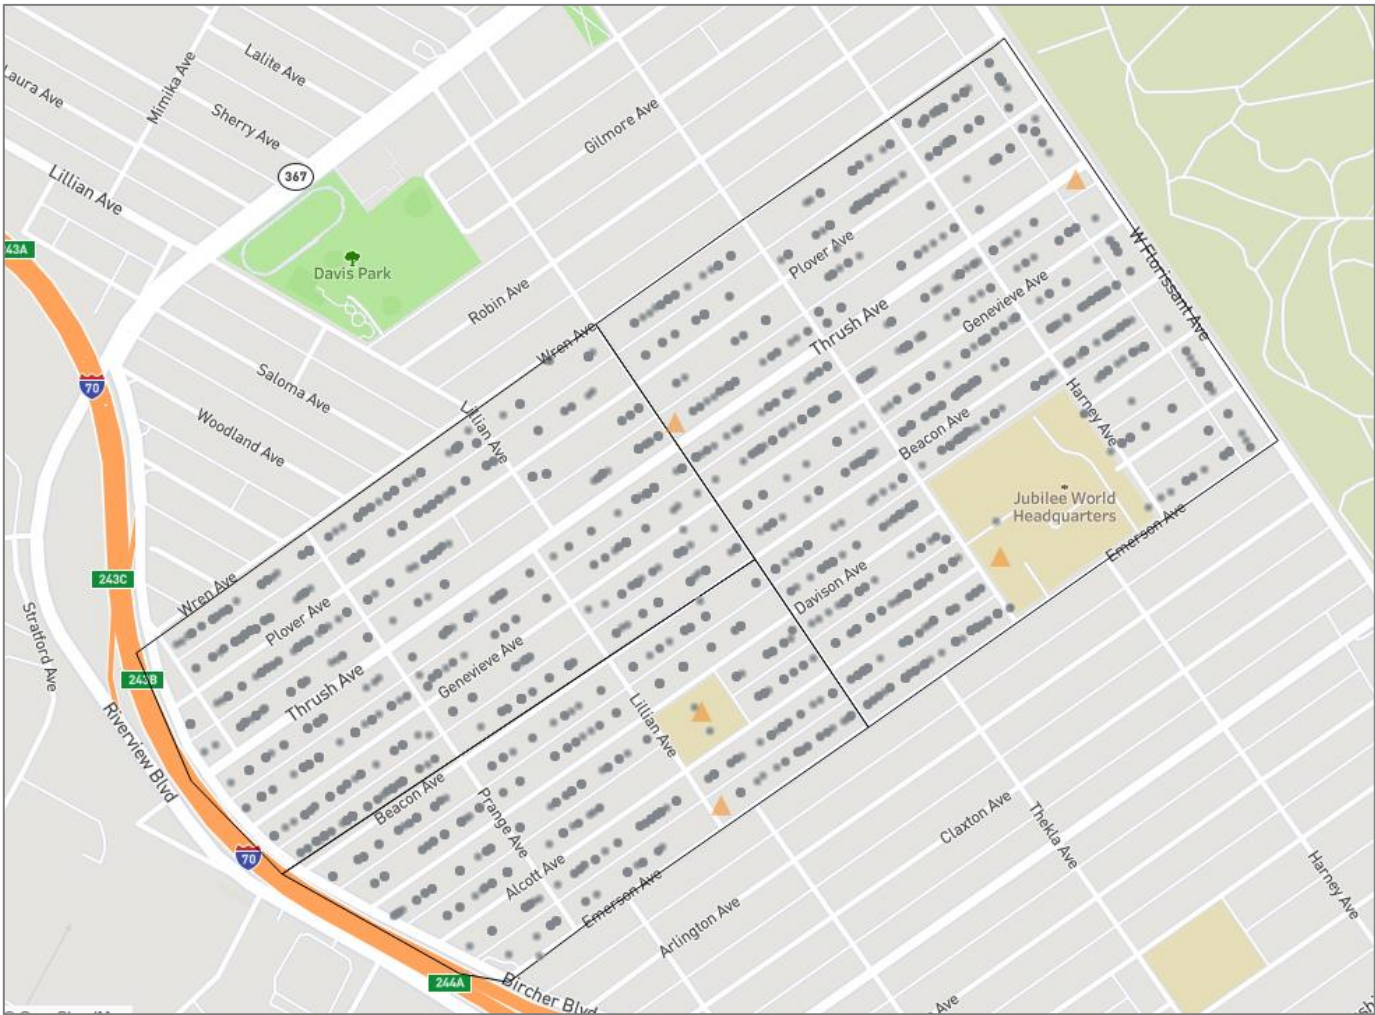 Lalite Ave
Laura Ave
Mimika Ave
Sherry Ave
Gilmore Ave
Lillian Ave
367
43A
Davis Park
W Florissant Ave
Plover Ave
Robin Ave
Thrush Ave
Genevieve Ave
Wren Ave
70
Saloma Ave
Woodland Ave
Lillian Ave
Harney Ave
Beacon Ave
Jubilee World
Headquarters
Emerson Ave
243C
Wren Ave
Stratford Ave
Plover Ave
Davison Ave
243B
Thrush Ave
Genevieve Ave
Riverview Blvd
Lillian Ave
Beacon Ave
Prange Ave
Claxton Ave
Thekla Ave
70
Alcott Ave
Emerson Ave
Harney Ave
Arlington Ave
244A
Bircher Blvd
Ave